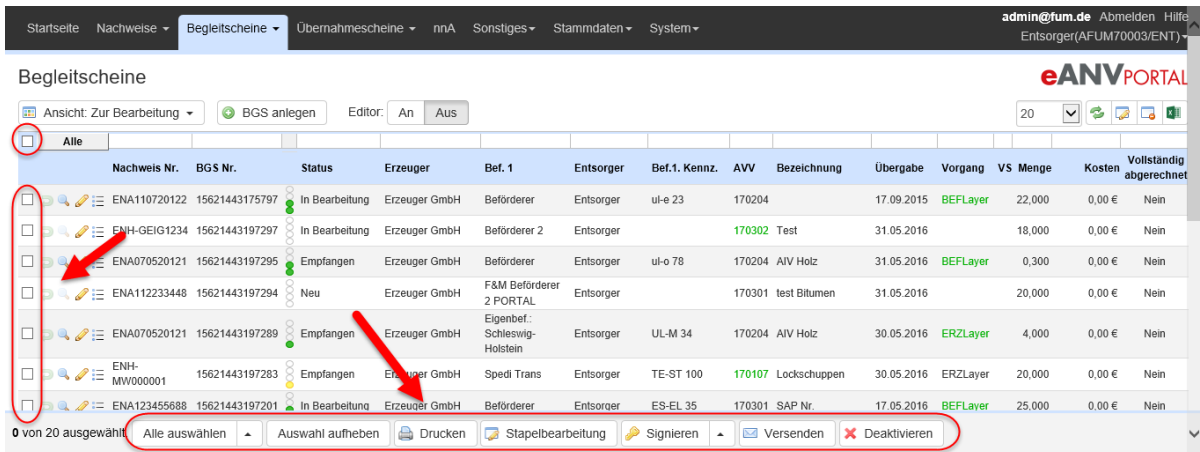 Startseite Nachweise Begleitscheine Übernahmescheine nnA Sonstiges Stammdaten System admin@fum.de Abmelden Hilfe
Entsorger(AFUM70003/ENT)
Begleitscheine eANVPORTAL
Ansicht: Zur Bearbeitung BGS anlegen Editor: An Aus 20
Alle
Nachweis Nr. BGS Nr. Status Erzeuger Bef. 1 Entsorger Bef.1. Kennz. AVV Bezeichnung Übergabe Vorgang VS Menge Kosten Vollständig abgerechnet
ENA110720122 15621443175797 In Bearbeitung Erzeuger GmbH Beförderer Entsorger ul-e 23 170204 17.09.2015 BEFLayer 22,000 0,00 € Nein
ENH-GEIG1234 15621443197297 In Bearbeitung Erzeuger GmbH Beförderer 2 Entsorger 170302 Test 31.05.2016 18,000 0,00 € Nein
ENA070520121 15621443197295 Empfangen Erzeuger GmbH Beförderer Entsorger ul-o 78 170204 AIV Holz 31.05.2016 BEFLayer 0,300 0,00 € Nein
ENA112233448 15621443197294 Neu Erzeuger GmbH F&M Beförderer 2 PORTAL Entsorger 170301 test Bitumen 31.05.2016 20,000 0,00 € Nein
ENA070520121 15621443197289 Empfangen Erzeuger GmbH Eigenbef.: Schleswig-Holstein Entsorger UL-M 34 170204 AIV Holz 30.05.2016 ERZLayer 4,000 0,00 € Nein
ENH-MW000001 15621443197283 Empfangen Erzeuger GmbH Spedi Trans Entsorger TE-ST 100 170107 Lockschuppen 30.05.2016 ERZLayer 20,000 0,00 € Nein
ENA123455688 15621443197201 In Bearbeitung Erzeuger GmbH Beförderer Entsorger ES-EL 35 170301 SAP Nr. 17.05.2016 BEFLayer 25,000 0,00 € Nein
0 von 20 ausgewählt Alle auswählen Auswahl aufheben Drucken Stapelbearbeitung Signieren Versenden Deaktivieren